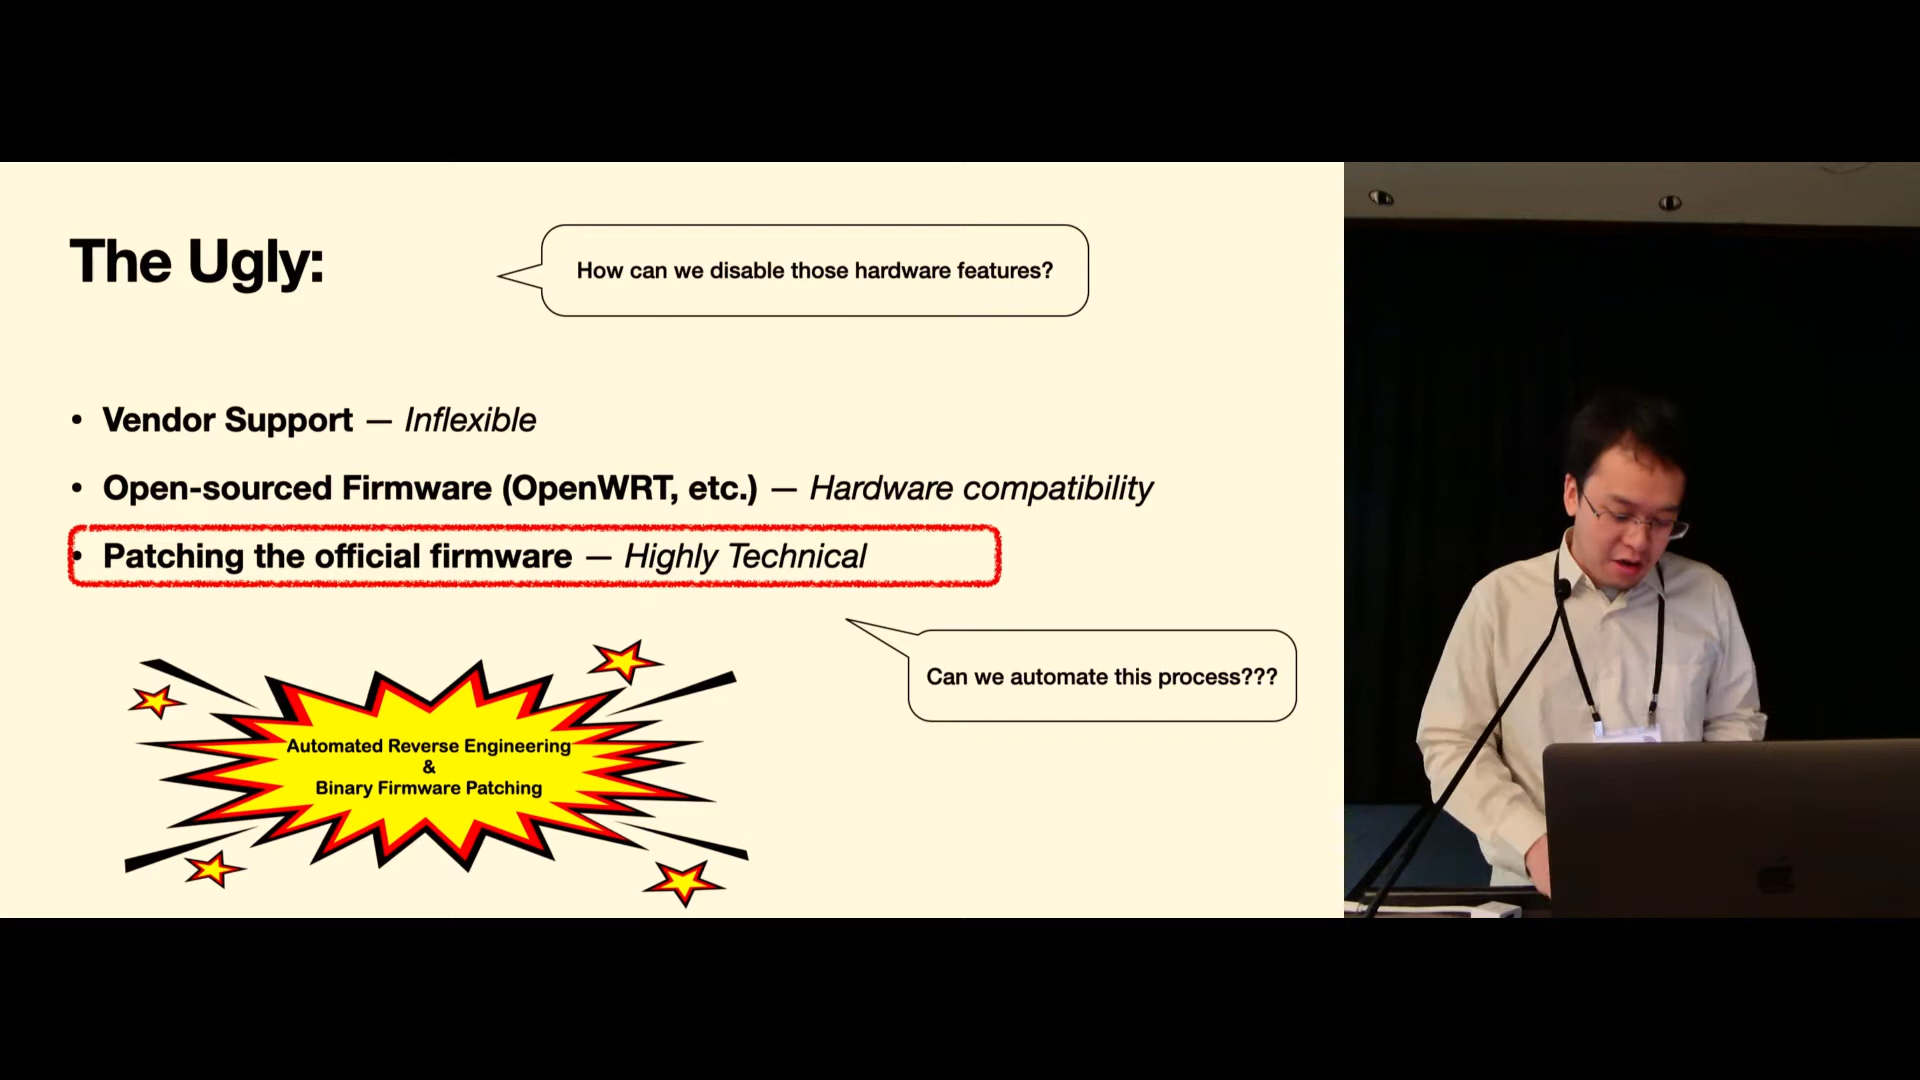 The Ugly:
How can we disable those hardware features?
• Vendor Support — Inflexible
• Open-sourced Firmware (OpenWRT, etc.) — Hardware compatibility
• Patching the official firmware — Highly Technical
Can we automate this process???
Automated Reverse Engineering
&
Binary Firmware Patching